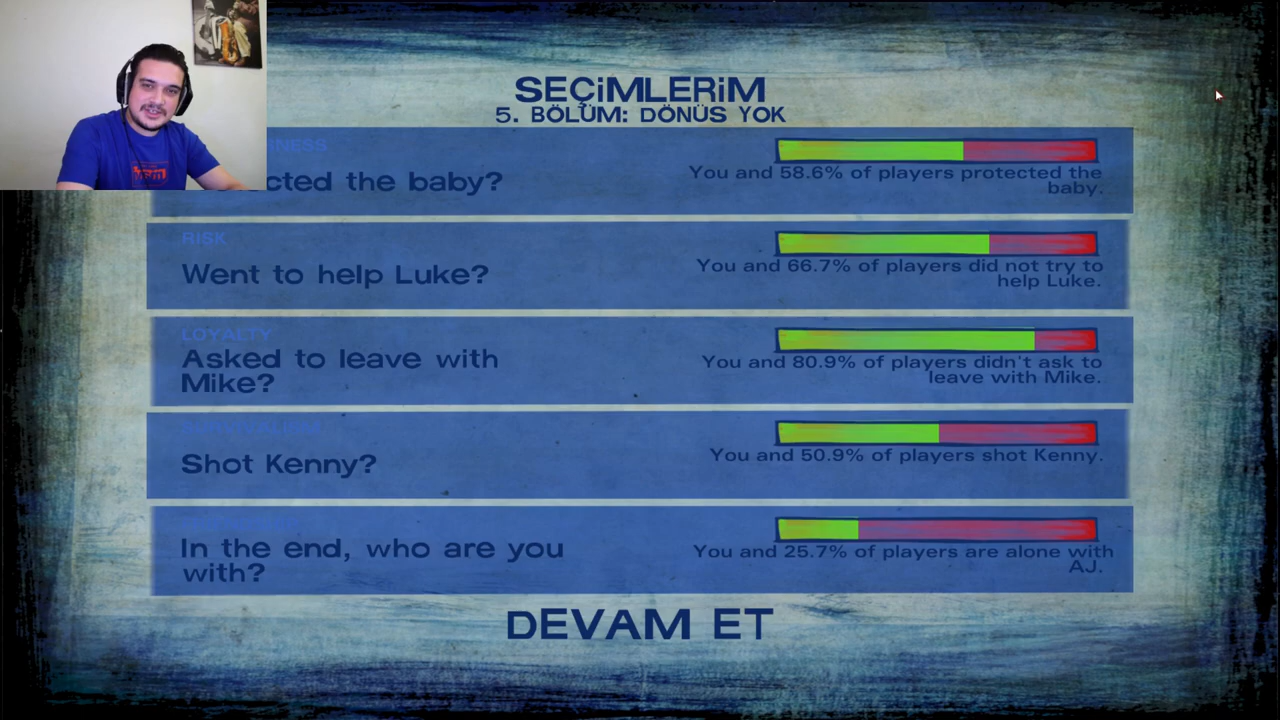 SEÇİMLERİM
5. BÖLÜM: DÖNÜS YOK
cted the baby?
You and 58.6% of players protected the
baby.
RISK
Went to help Luke?
You and 66.7% of players did not try to
help Luke.
LOYALTY
Asked to leave with
Mike?
You and 80.9% of players didn't ask to
leave with Mike.
Shot Kenny?
You and 50.9% of players shot Kenny.
In the end, who are you
with?
You and 25.7% of players are alone with
AJ.
DEVAM ET